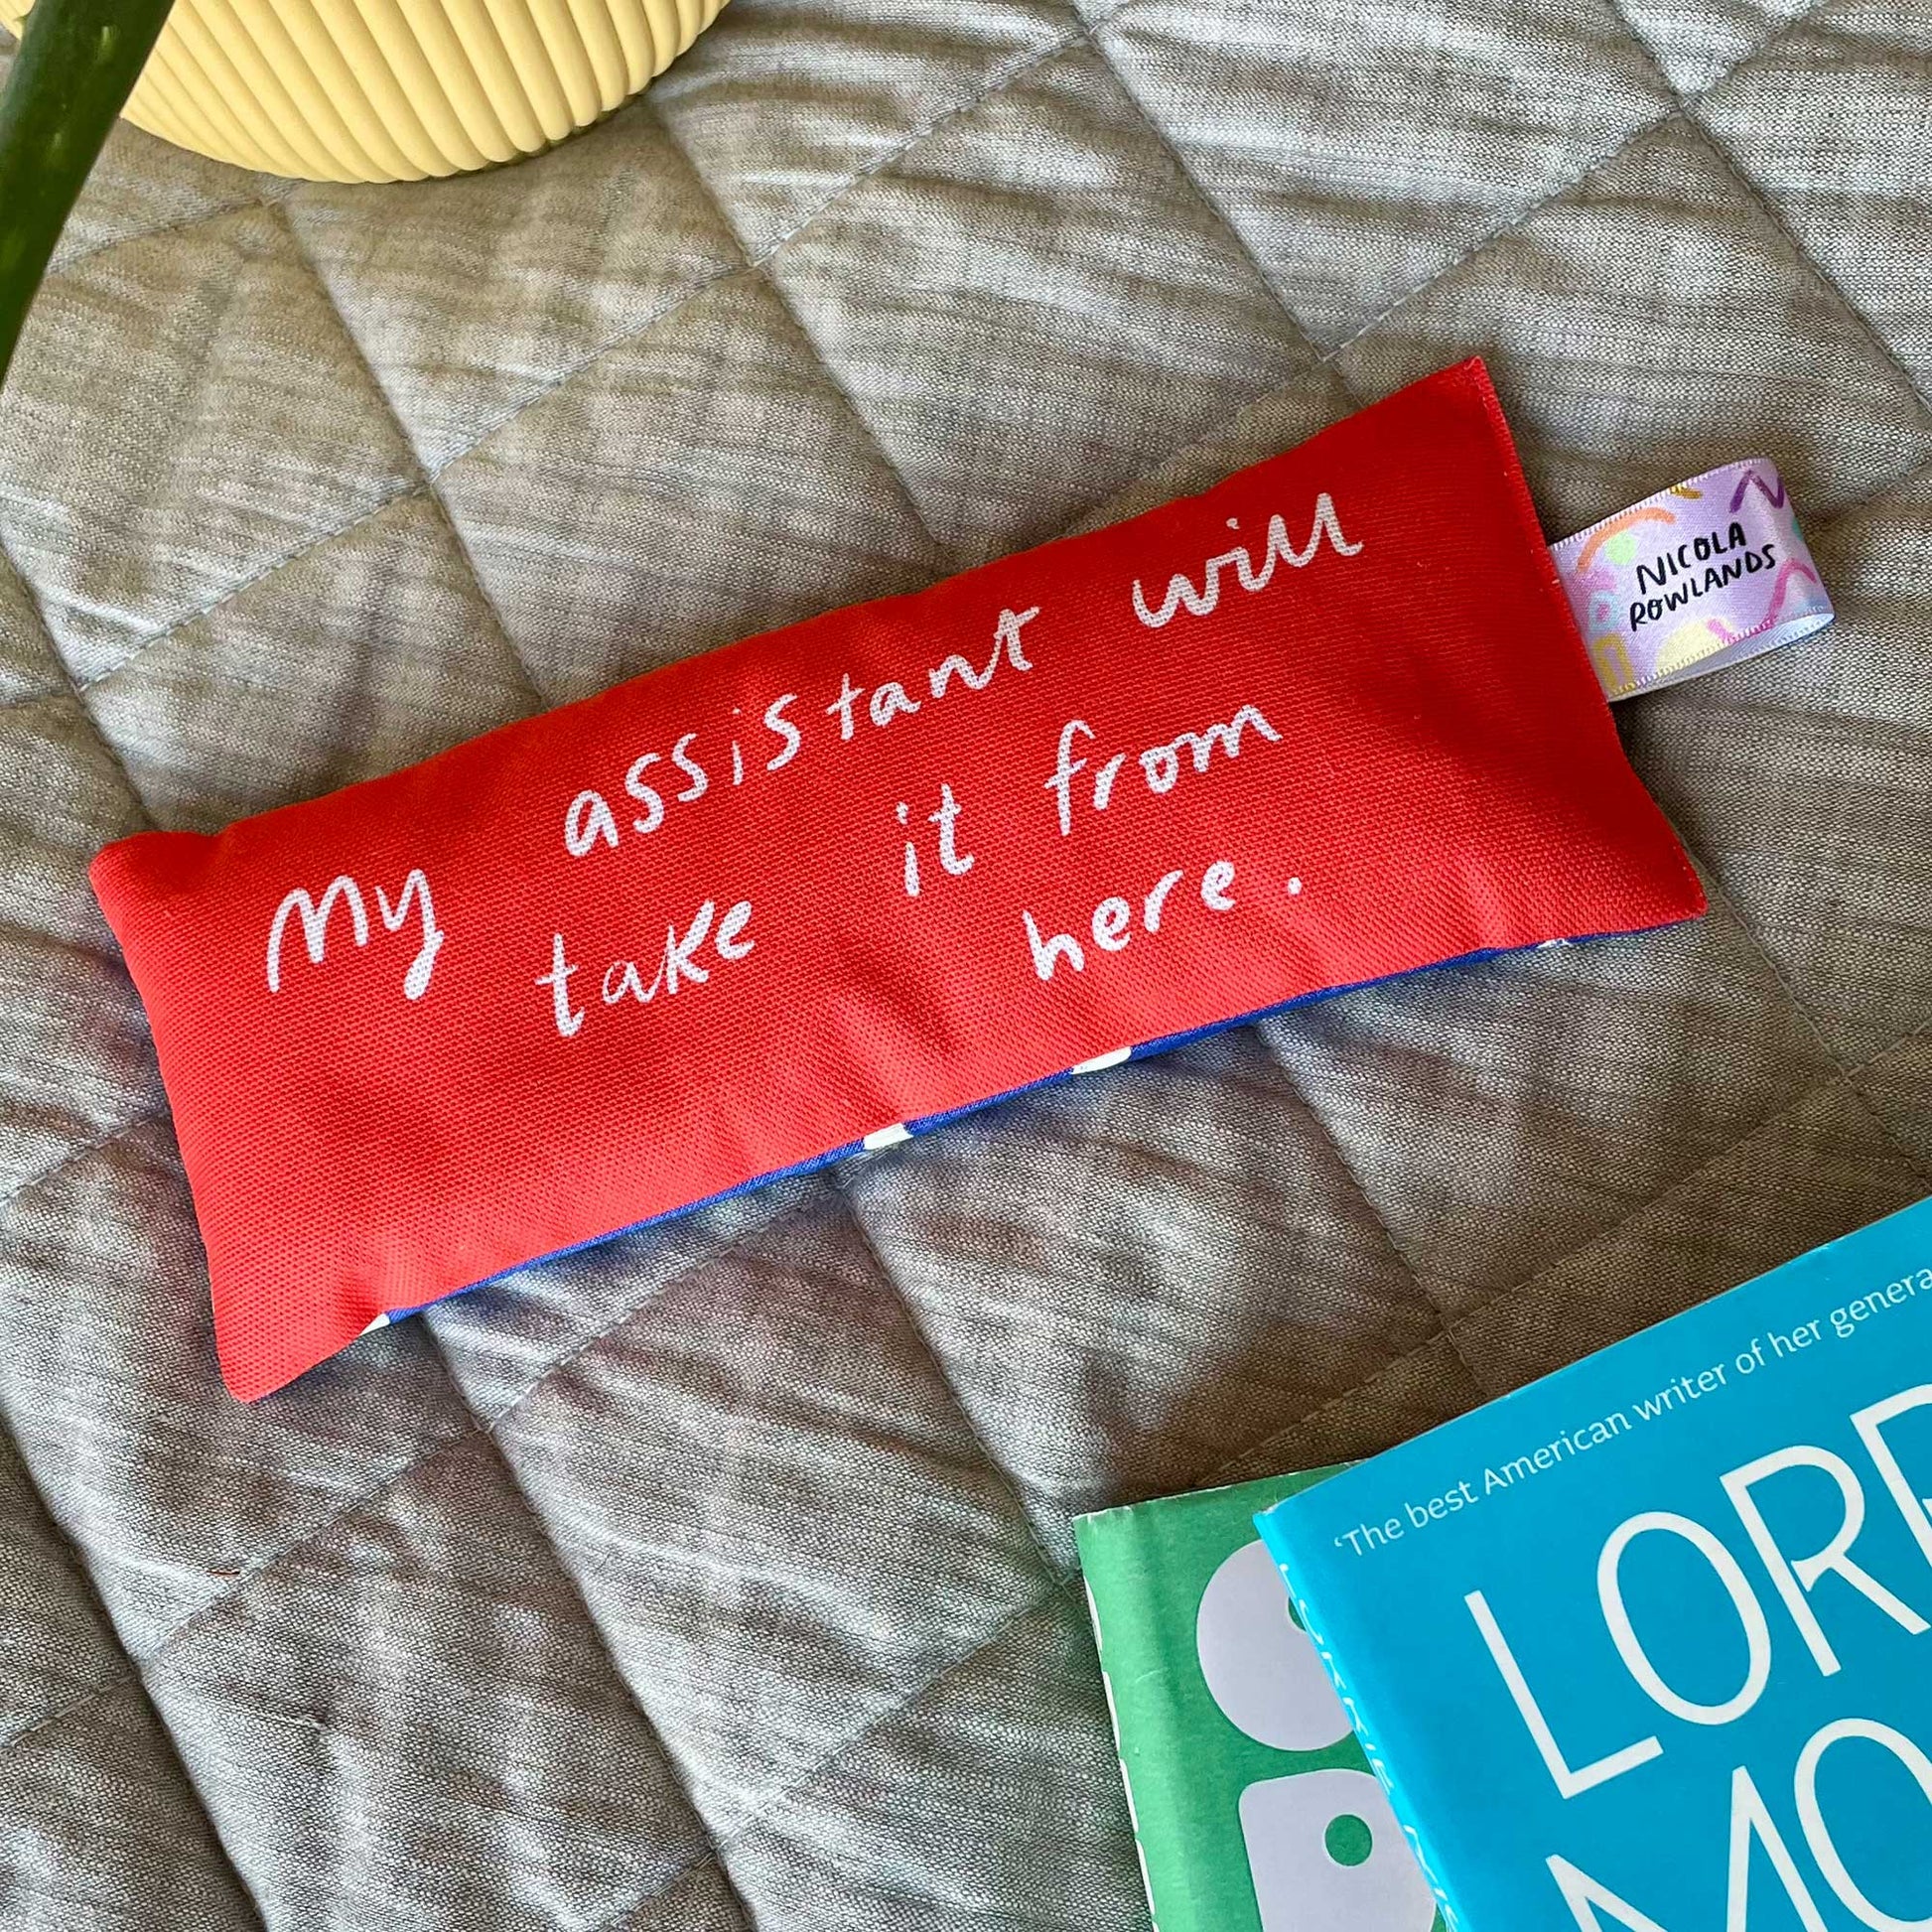 My assistant will
take it from
here.
NICOLA
ROWLANDS
'The best American writer of her genera
LOR
MO